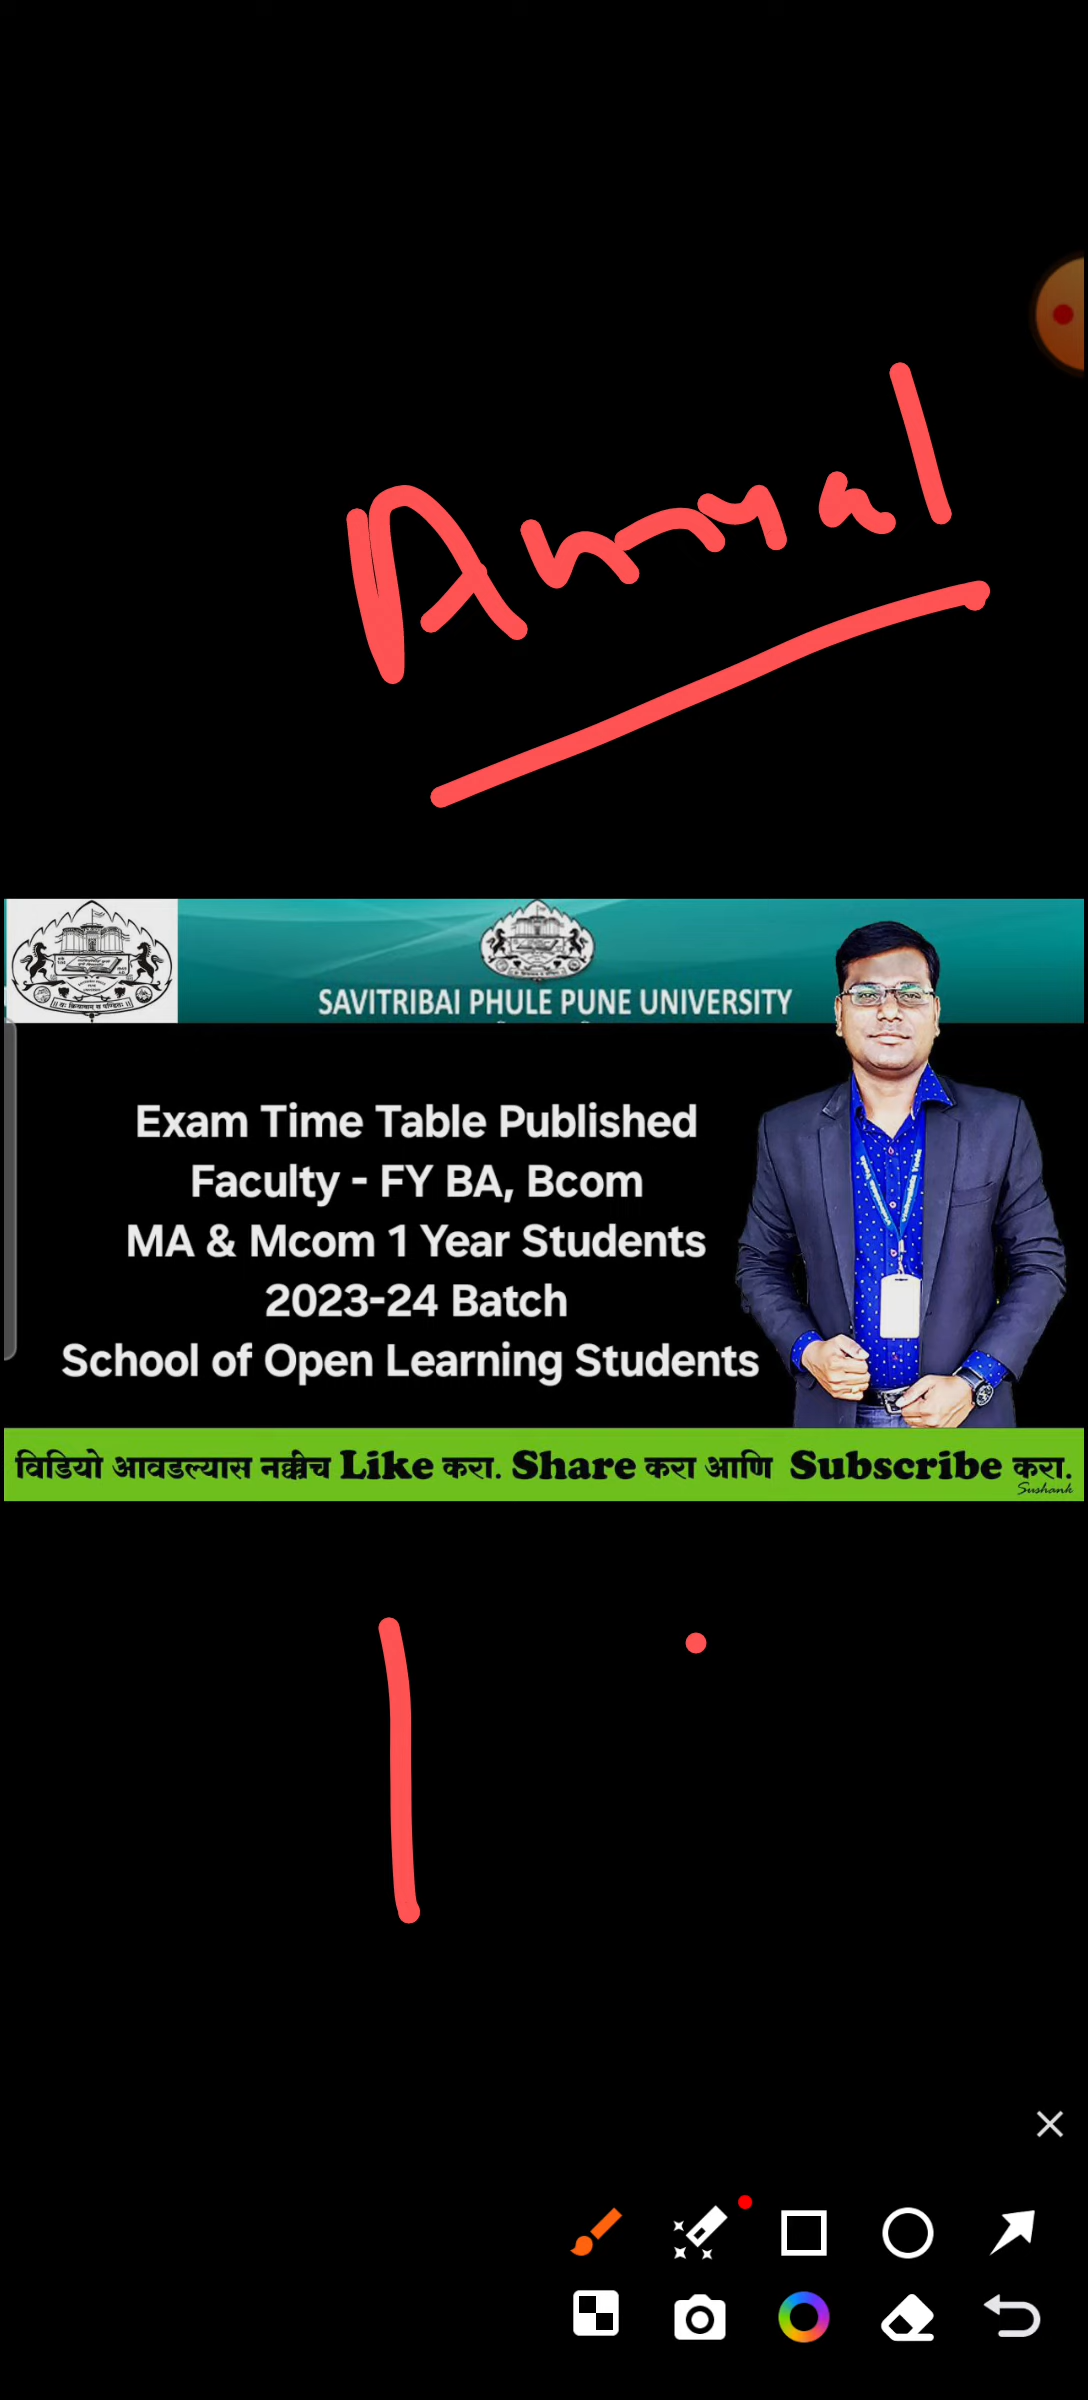 Annual
SAVITRIBAI PHULE PUNE UNIVERSITY
Exam Time Table Published
Faculty - FY BA, Bcom
MA & Mcom 1 Year Students
2023-24 Batch
School of Open Learning Students
विडियो आवडल्यास नक्कीच Like करा. Share करा आणि Subscribe करा.
Sushank